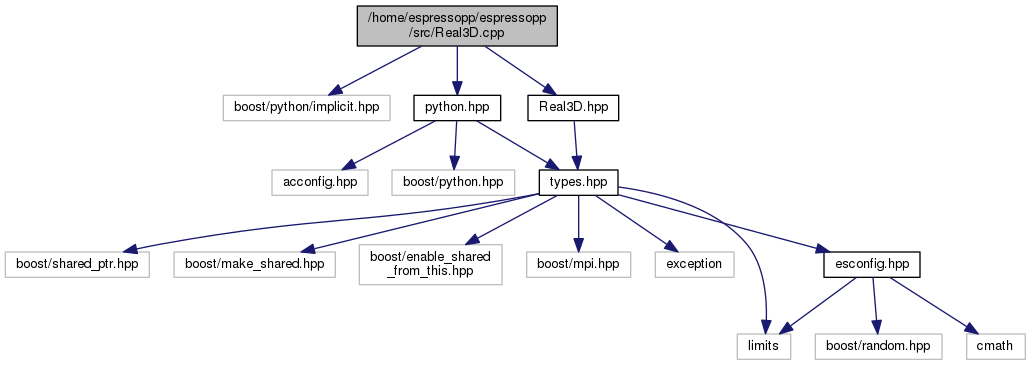 /home/espressopp/espressopp
/src/Real3D.cpp
boost/python/implicit.hpp
python.hpp
Real3D.hpp
acconfig.hpp
boost/python.hpp
types.hpp
boost/shared_ptr.hpp
boost/make_shared.hpp
boost/enable_shared
_from_this.hpp
boost/mpi.hpp
exception
esconfig.hpp
limits
boost/random.hpp
cmath